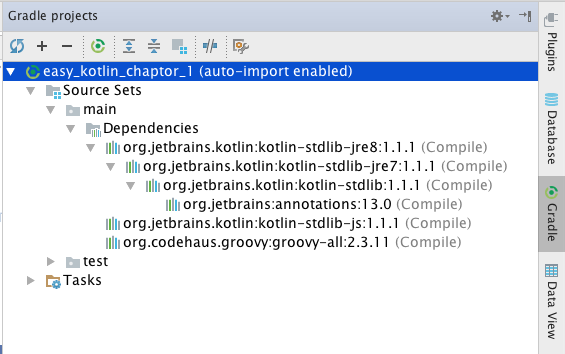 Gradle projects
easy_kotlin_chaptor_1 (auto-import enabled)
Source Sets
main
Dependencies
org.jetbrains.kotlin:kotlin-stdlib-jre8:1.1.1 (Compile)
org.jetbrains.kotlin:kotlin-stdlib-jre7:1.1.1 (Compile)
org.jetbrains.kotlin:kotlin-stdlib:1.1.1 (Compile)
org.jetbrains:annotations:13.0 (Compile)
org.jetbrains.kotlin:kotlin-stdlib-js:1.1.1 (Compile)
org.codehaus.groovy:groovy-all:2.3.11 (Compile)
test
Tasks
Plugins
Database
Gradle
Data View